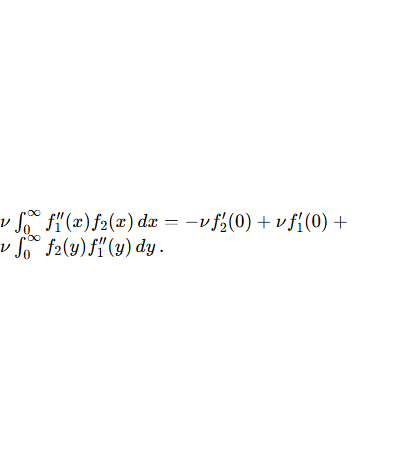 ν ∫₀^∞ f₁″(x) f₂(x) dx = −ν f₂′(0) + ν f₁′(0) +
ν ∫₀^∞ f₂(y) f₁″(y) dy .